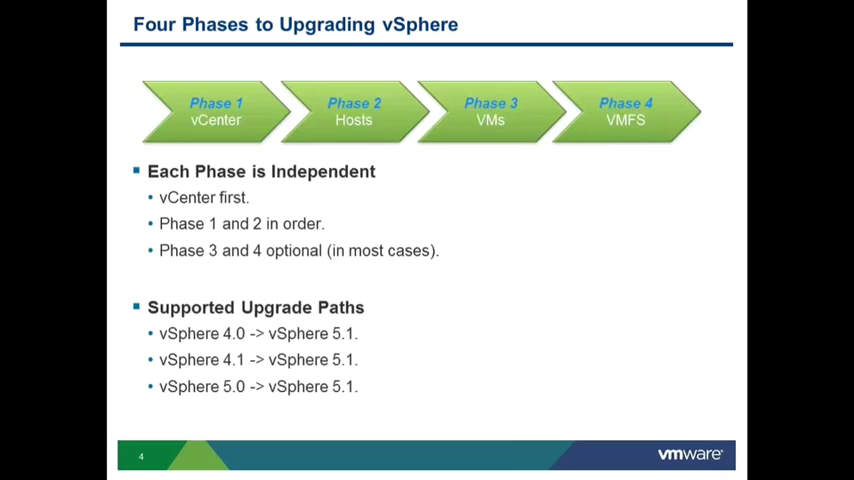 Four Phases to Upgrading vSphere
Phase 1
vCenter
Phase 2
Hosts
Phase 3
VMs
Phase 4
VMFS
Each Phase is Independent
vCenter first.
Phase 1 and 2 in order.
Phase 3 and 4 optional (in most cases).
Supported Upgrade Paths
vSphere 4.0 -> vSphere 5.1.
vSphere 4.1 -> vSphere 5.1.
vSphere 5.0 -> vSphere 5.1.
4
vmware